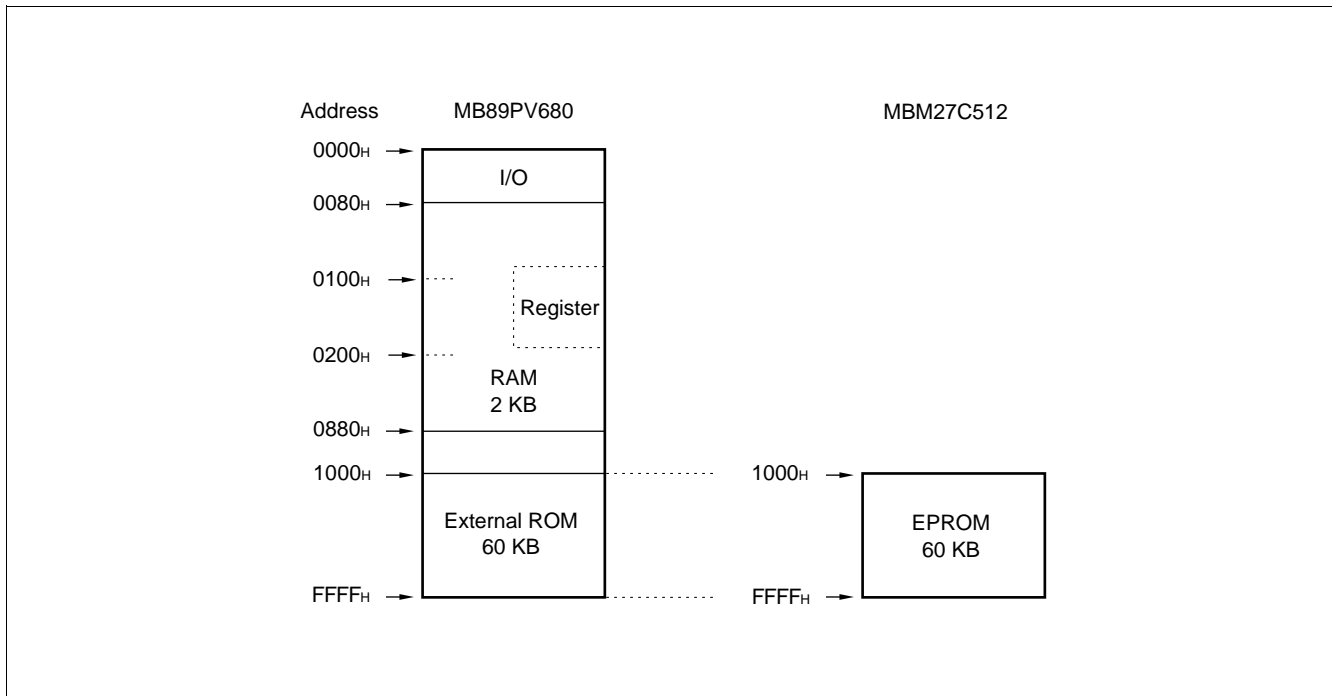 Address MB89PV680 MBM27C512
0000H
I/O
0080H
0100H
Register
0200H
RAM
2 KB
0880H
1000H 1000H
External ROM EPROM
60 KB 60 KB
FFFFH FFFFH